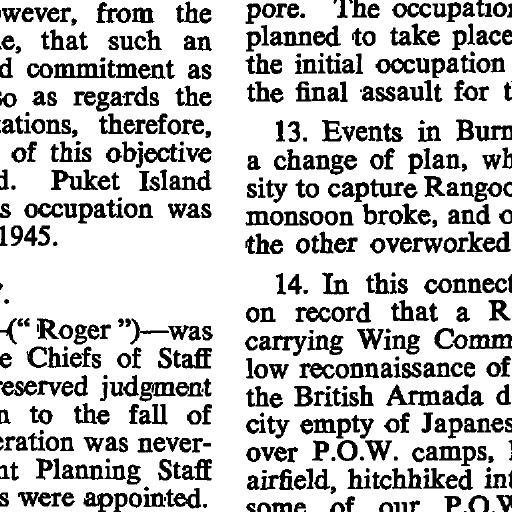 wever, from the
e, that such an
d commitment as
so as regards the
tations, therefore,
of this objective
d. Puket Island
s occupation was
1945.
(“ Roger ”)—was
e Chiefs of Staff
reserved judgment
n to the fall of
eration was never-
nt Planning Staff
s were appointed.
pore. The occupation
planned to take place
the initial occupation
the final assault for t
13. Events in Burn
a change of plan, wh
sity to capture Rangoo
monsoon broke, and o
the other overworked
14. In this connect
on record that a R
carrying Wing Comm
low reconnaissance of
the British Armada d
city empty of Japanes
over P.O.W. camps, 
airfield, hitchhiked int
some of our P.O.W